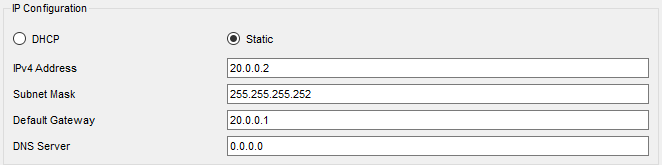 IP Configuration
DHCP Static
IPv4 Address 20.0.0.2
Subnet Mask 255.255.255.252
Default Gateway 20.0.0.1
DNS Server 0.0.0.0